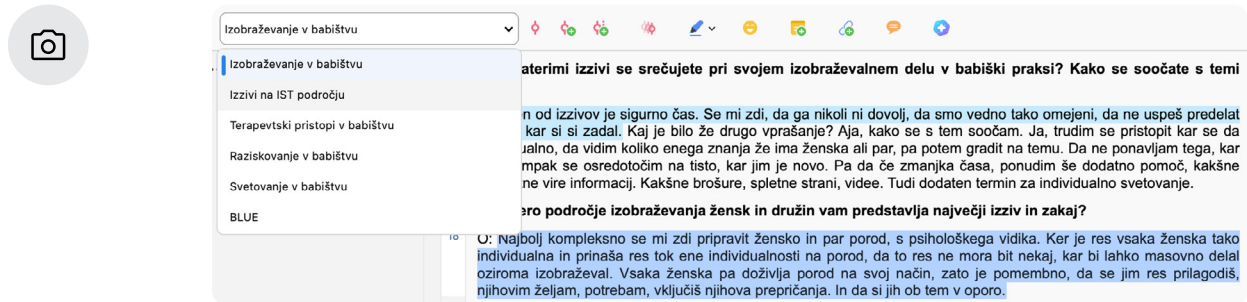 Izobraževanje v babištvu
Izobraževanje v babištvu
Izzivi na IST področju
Terapevtski pristopi v babištvu
Raziskovanje v babištvu
Svetovanje v babištvu
BLUE
izzivi se srečujete pri svojem izobraževalnem delu v babiški praksi? Kako se soočate s temi
od izzivov je sigurno čas. Se mi zdi, da ga nikoli ni dovolj, da smo vedno tako omejeni, da ne uspeš predelat
kar si si zadal. Kaj je bilo že drugo vprašanje? Aja, kako se s tem soočam. Ja, trudim se pristopit kar se da
da vidim koliko enega znanja že ima ženska ali par, pa potem gradit na temu. Da ne ponavljam tega, kar
se osredotočim na tisto, kar jim je novo. Pa da če zmanjka časa, ponudim še dodatno pomoč, kakšne
vire informacij. Kakšne brošure, spletne strani, videe. Tudi dodaten termin za individualno svetovanje.
področje izobraževanja žensk in družin vam predstavlja največji izziv in zakaj?
18 O: Najbolj kompleksno se mi zdi pripravit žensko in par porod, s psihološkega vidika. Ker je res vsaka ženska tako
individualna in prinaša res tok ene individualnosti na porod, da to res ne mora bit nekaj, kar bi lahko masovno delal
oziroma izobraževal. Vsaka ženska pa doživlja porod na svoj način, zato je pomembno, da se jim res prilagodiš,
njihovim željam, potrebam, vključiš njihova prepričanja. In da si jih ob tem v oporo.